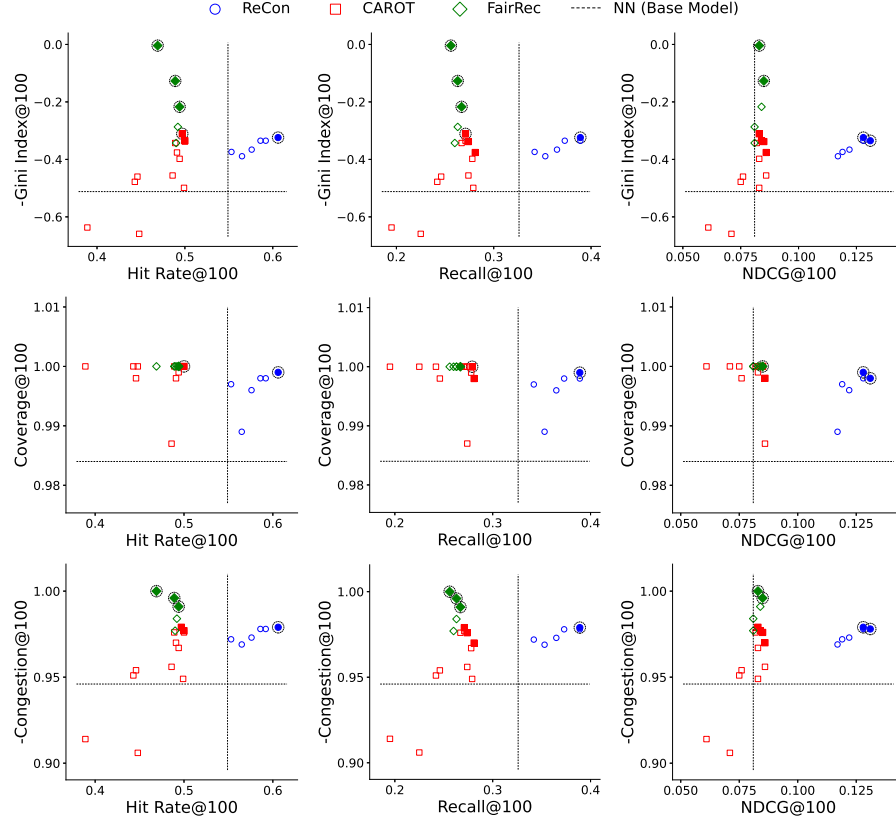 ReCon CAROT FairRec NN (Base Model)
-Gini Index@100
0.0
−0.2
−0.4
−0.6
0.4 0.5 0.6
Hit Rate@100
-Gini Index@100
0.0
−0.2
−0.4
−0.6
0.2 0.3 0.4
Recall@100
-Gini Index@100
0.0
−0.2
−0.4
−0.6
0.050 0.075 0.100 0.125
NDCG@100
Coverage@100
1.01
1.00
0.99
0.98
0.4 0.5 0.6
Hit Rate@100
Coverage@100
1.01
1.00
0.99
0.98
0.2 0.3 0.4
Recall@100
Coverage@100
1.01
1.00
0.99
0.98
0.050 0.075 0.100 0.125
NDCG@100
-Congestion@100
1.00
0.95
0.90
0.4 0.5 0.6
Hit Rate@100
-Congestion@100
1.00
0.95
0.90
0.2 0.3 0.4
Recall@100
-Congestion@100
1.00
0.95
0.90
0.050 0.075 0.100 0.125
NDCG@100